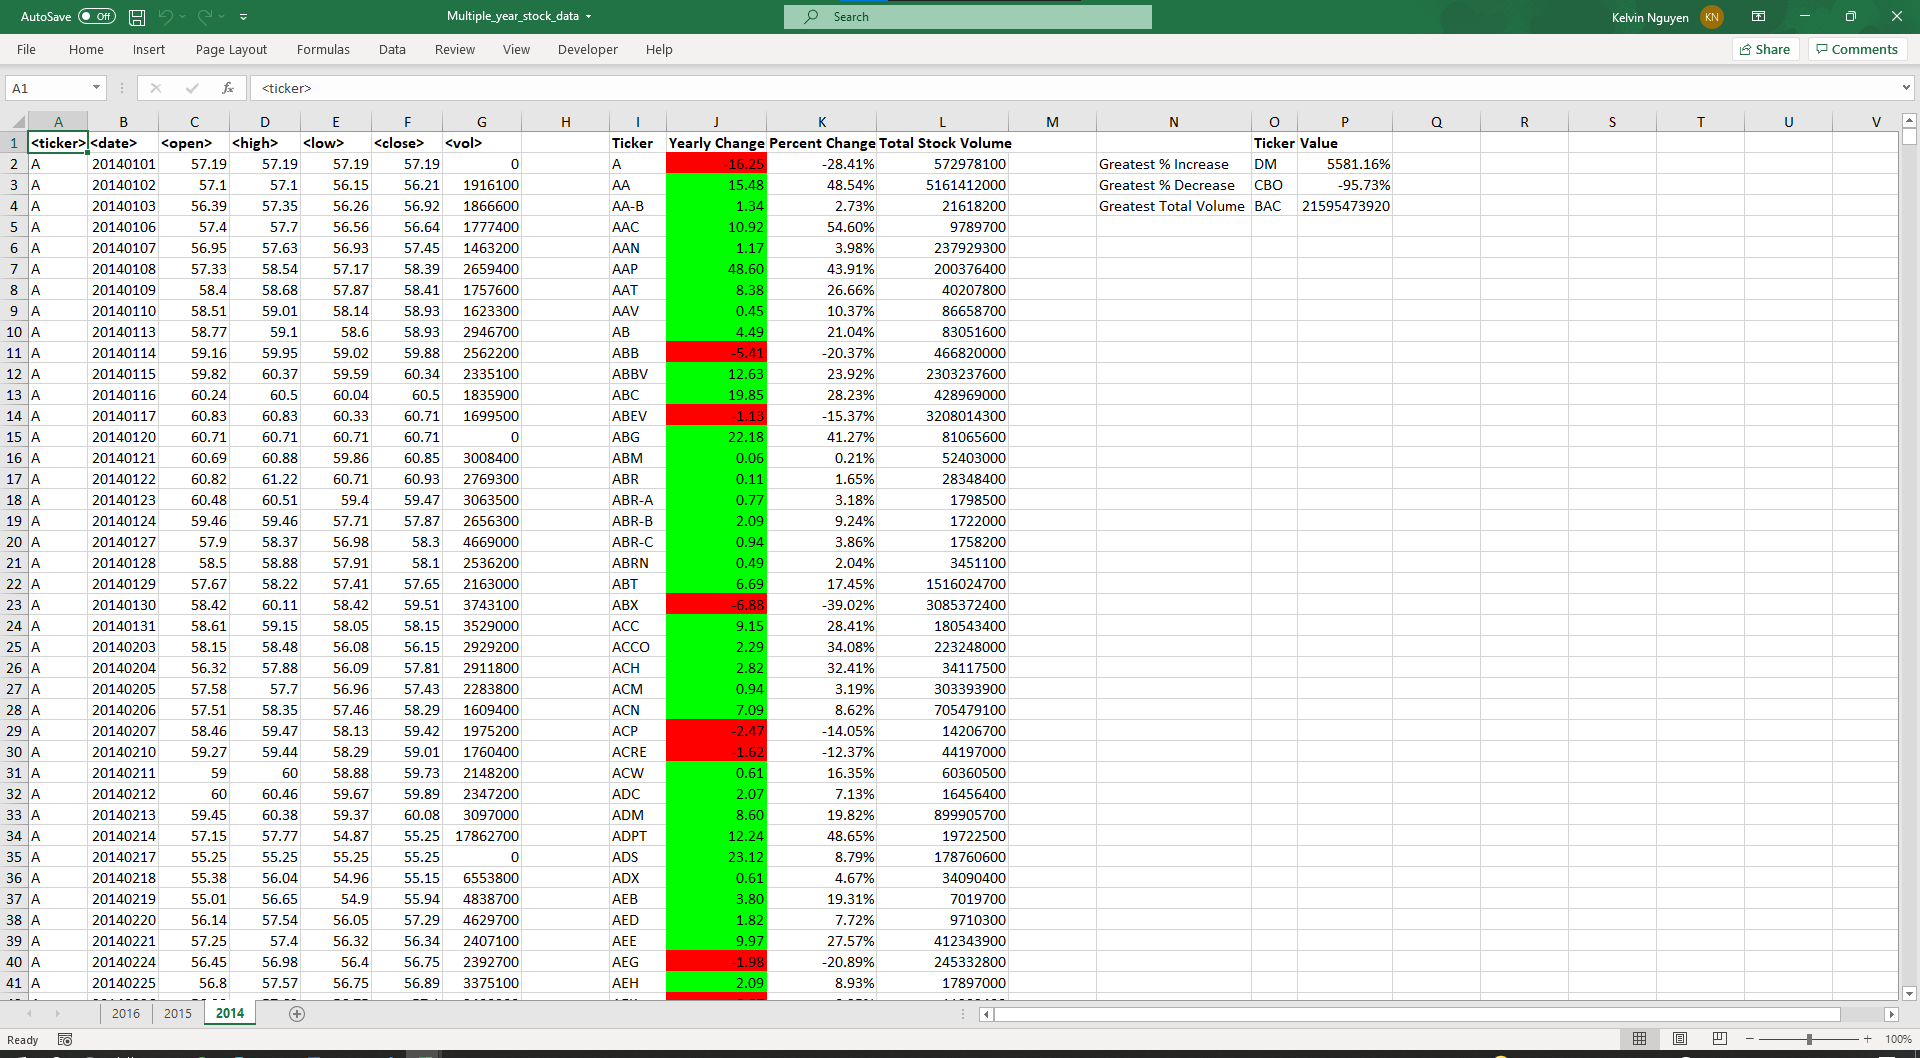 AutoSave Off Multiple_year_stock_data Search Kelvin Nguyen KN
File Home Insert Page Layout Formulas Data Review View Developer Help Share Comments
A1 fx <ticker>
A B C D E F G H I J K L M N O P Q R S T U V
1 <ticker> <date> <open> <high> <low> <close> <vol> Ticker Yearly Change Percent Change Total Stock Volume Ticker Value
2 A 20140101 57.19 57.19 57.19 57.19 0 A -16.25 -28.41% 572978100 Greatest % Increase DM 5581.16%
3 A 20140102 57.1 57.1 56.15 56.21 1916100 AA 15.48 48.54% 5161412000 Greatest % Decrease CBO -95.73%
4 A 20140103 56.39 57.35 56.26 56.92 1866600 AA-B 1.34 2.73% 21618200 Greatest Total Volume BAC 21595473920
5 A 20140106 57.4 57.7 56.56 56.64 1777400 AAC 10.92 54.60% 9789700
6 A 20140107 56.95 57.63 56.93 57.45 1463200 AAN 1.17 3.98% 237929300
7 A 20140108 57.33 58.54 57.17 58.39 2659400 AAP 48.60 43.91% 200376400
8 A 20140109 58.4 58.68 57.87 58.41 1757600 AAT 8.38 26.66% 40207800
9 A 20140110 58.51 59.01 58.14 58.93 1623300 AAV 0.45 10.37% 86658700
10 A 20140113 58.77 59.1 58.6 58.93 2946700 AB 4.49 21.04% 83051600
11 A 20140114 59.16 59.95 59.02 59.88 2562200 ABB -5.41 -20.37% 466820000
12 A 20140115 59.82 60.37 59.59 60.34 2335100 ABBV 12.63 23.92% 2303237600
13 A 20140116 60.24 60.5 60.04 60.5 1835900 ABC 19.85 28.23% 428969000
14 A 20140117 60.83 60.83 60.33 60.71 1699500 ABEV -1.13 -15.37% 3208014300
15 A 20140120 60.71 60.71 60.71 60.71 0 ABG 22.18 41.27% 81065600
16 A 20140121 60.69 60.88 59.86 60.85 3008400 ABM 0.06 0.21% 52403000
17 A 20140122 60.82 61.22 60.71 60.93 2769300 ABR 0.11 1.65% 28348400
18 A 20140123 60.48 60.51 59.4 59.47 3063500 ABR-A 0.77 3.18% 1798500
19 A 20140124 59.46 59.46 57.71 57.87 2656300 ABR-B 2.09 9.24% 1722000
20 A 20140127 57.9 58.37 56.98 58.3 4669000 ABR-C 0.94 3.86% 1758200
21 A 20140128 58.5 58.88 57.91 58.1 2536200 ABRN 0.49 2.04% 3451100
22 A 20140129 57.67 58.22 57.41 57.65 2163000 ABT 6.69 17.45% 1516024700
23 A 20140130 58.42 60.11 58.42 59.51 3743100 ABX -6.88 -39.02% 3085372400
24 A 20140131 58.61 59.15 58.05 58.15 3529000 ACC 9.15 28.41% 180543400
25 A 20140203 58.15 58.48 56.08 56.15 2929200 ACCO 2.29 34.08% 223248000
26 A 20140204 56.32 57.88 56.09 57.81 2911800 ACH 2.82 32.41% 34117500
27 A 20140205 57.58 57.7 56.96 57.43 2283800 ACM 0.94 3.19% 303393900
28 A 20140206 57.51 58.35 57.46 58.29 1609400 ACN 7.09 8.62% 705479100
29 A 20140207 58.46 59.47 58.13 59.42 1975200 ACP -2.47 -14.05% 14206700
30 A 20140210 59.27 59.44 58.29 59.01 1760400 ACRE -1.62 -12.37% 44197000
31 A 20140211 59 60 58.88 59.73 2148200 ACW 0.61 16.35% 60360500
32 A 20140212 60 60.46 59.67 59.89 2347200 ADC 2.07 7.13% 16456400
33 A 20140213 59.45 60.38 59.37 60.08 3097000 ADM 8.60 19.82% 899905700
34 A 20140214 57.15 57.77 54.87 55.25 17862700 ADPT 12.24 48.65% 19722500
35 A 20140217 55.25 55.25 55.25 55.25 0 ADS 23.12 8.79% 178760600
36 A 20140218 55.38 56.04 54.96 55.15 6553800 ADX 0.61 4.67% 34090400
37 A 20140219 55.01 56.65 54.9 55.94 4838700 AEB 3.80 19.31% 7019700
38 A 20140220 56.14 57.54 56.05 57.29 4629700 AED 1.82 7.72% 9710300
39 A 20140221 57.25 57.4 56.32 56.34 2407100 AEE 9.97 27.57% 412343900
40 A 20140224 56.45 56.98 56.4 56.75 2392700 AEG -1.98 -20.89% 245332800
41 A 20140225 56.8 57.57 56.75 56.89 3375100 AEH 2.09 8.93% 17897000
2016 2015 2014
Ready 100%